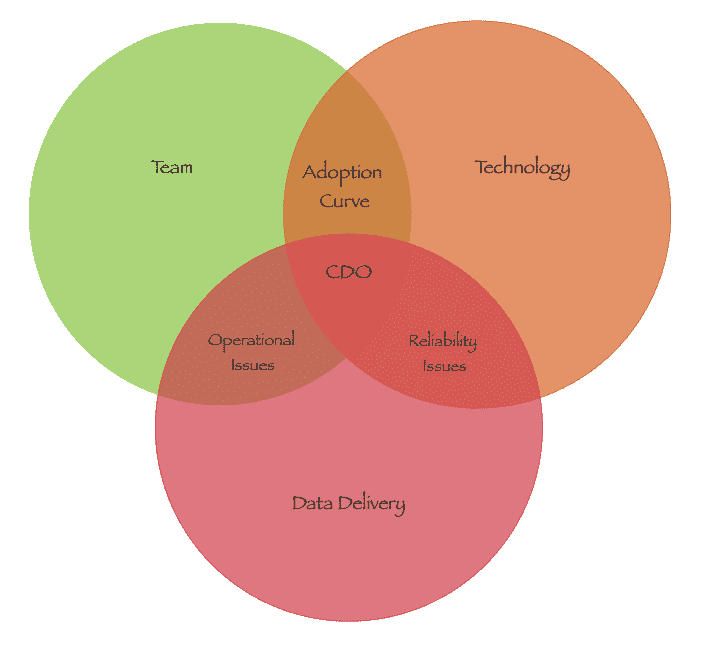 Team
Technology
Adoption
Curve
CDO
Operational
Issues
Reliability
Issues
Data Delivery